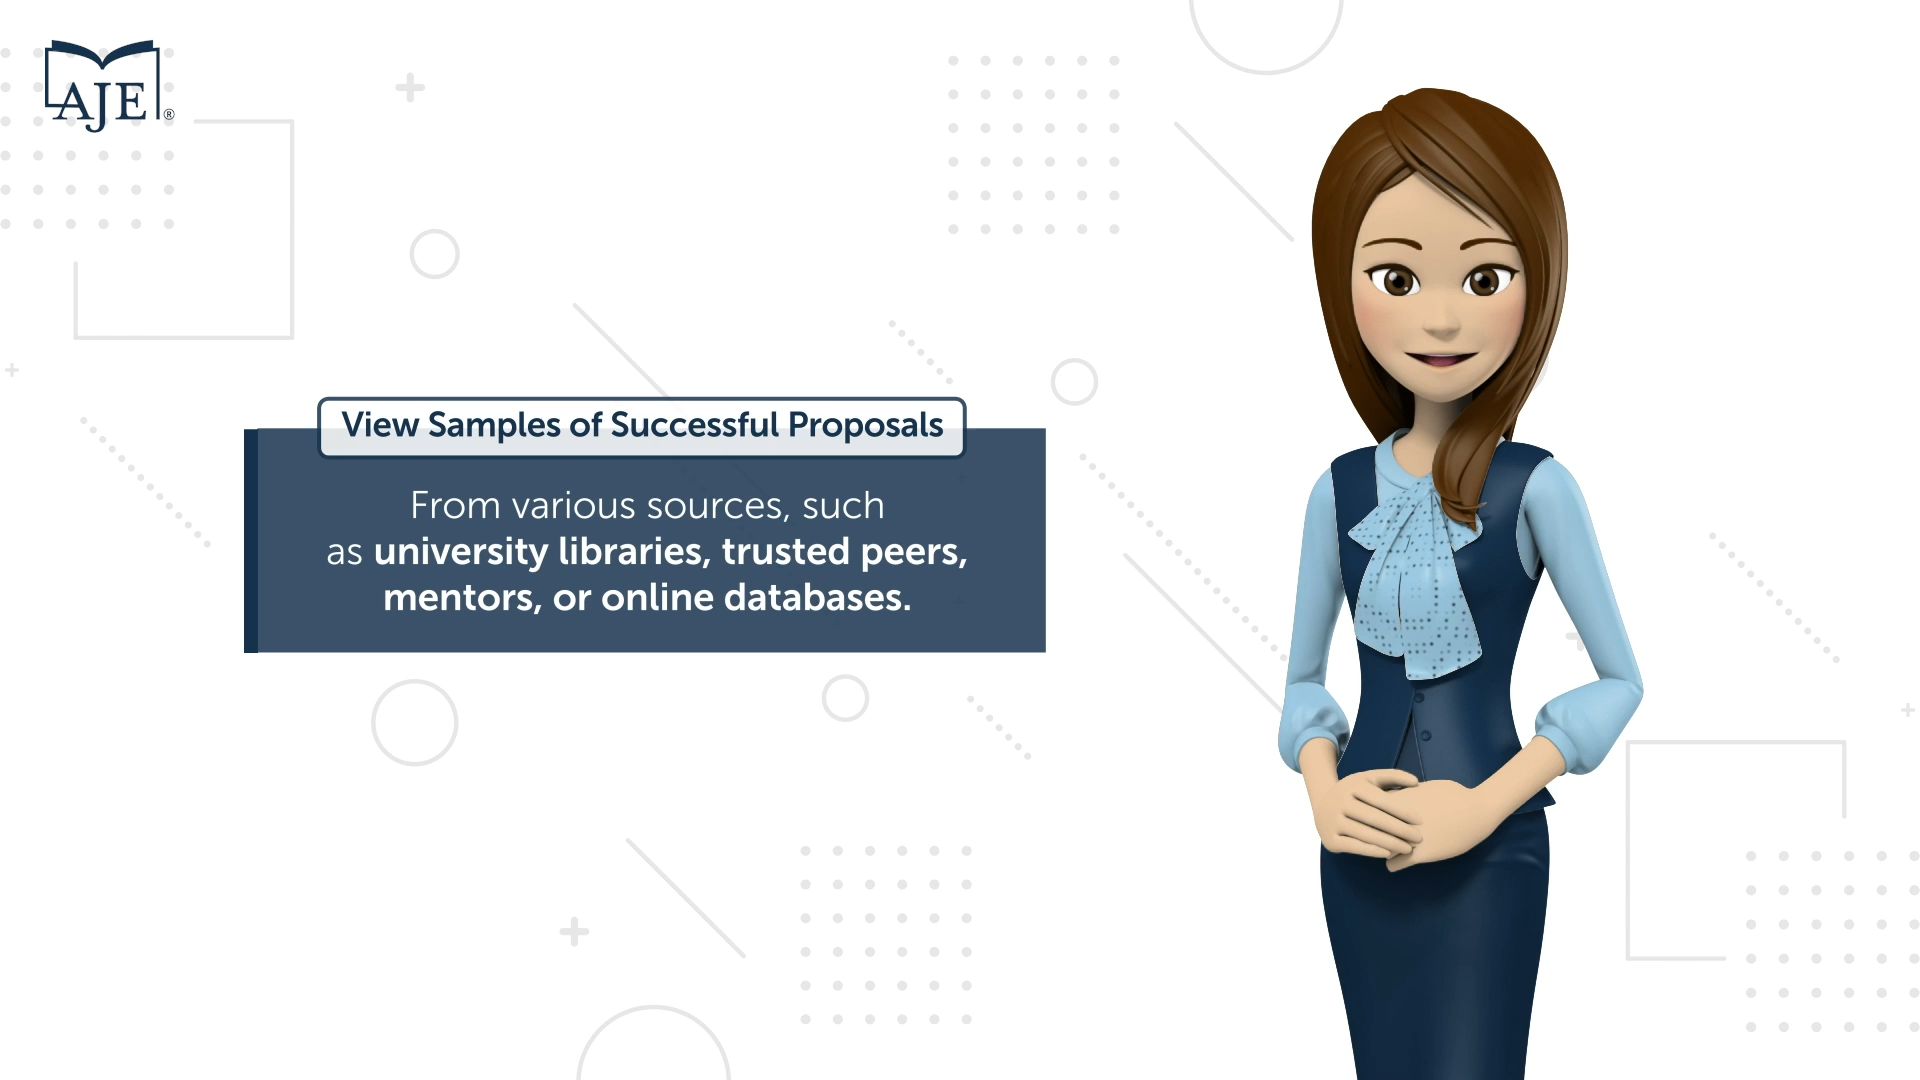 AJE®
View Samples of Successful Proposals
From various sources, such
as university libraries, trusted peers,
mentors, or online databases.